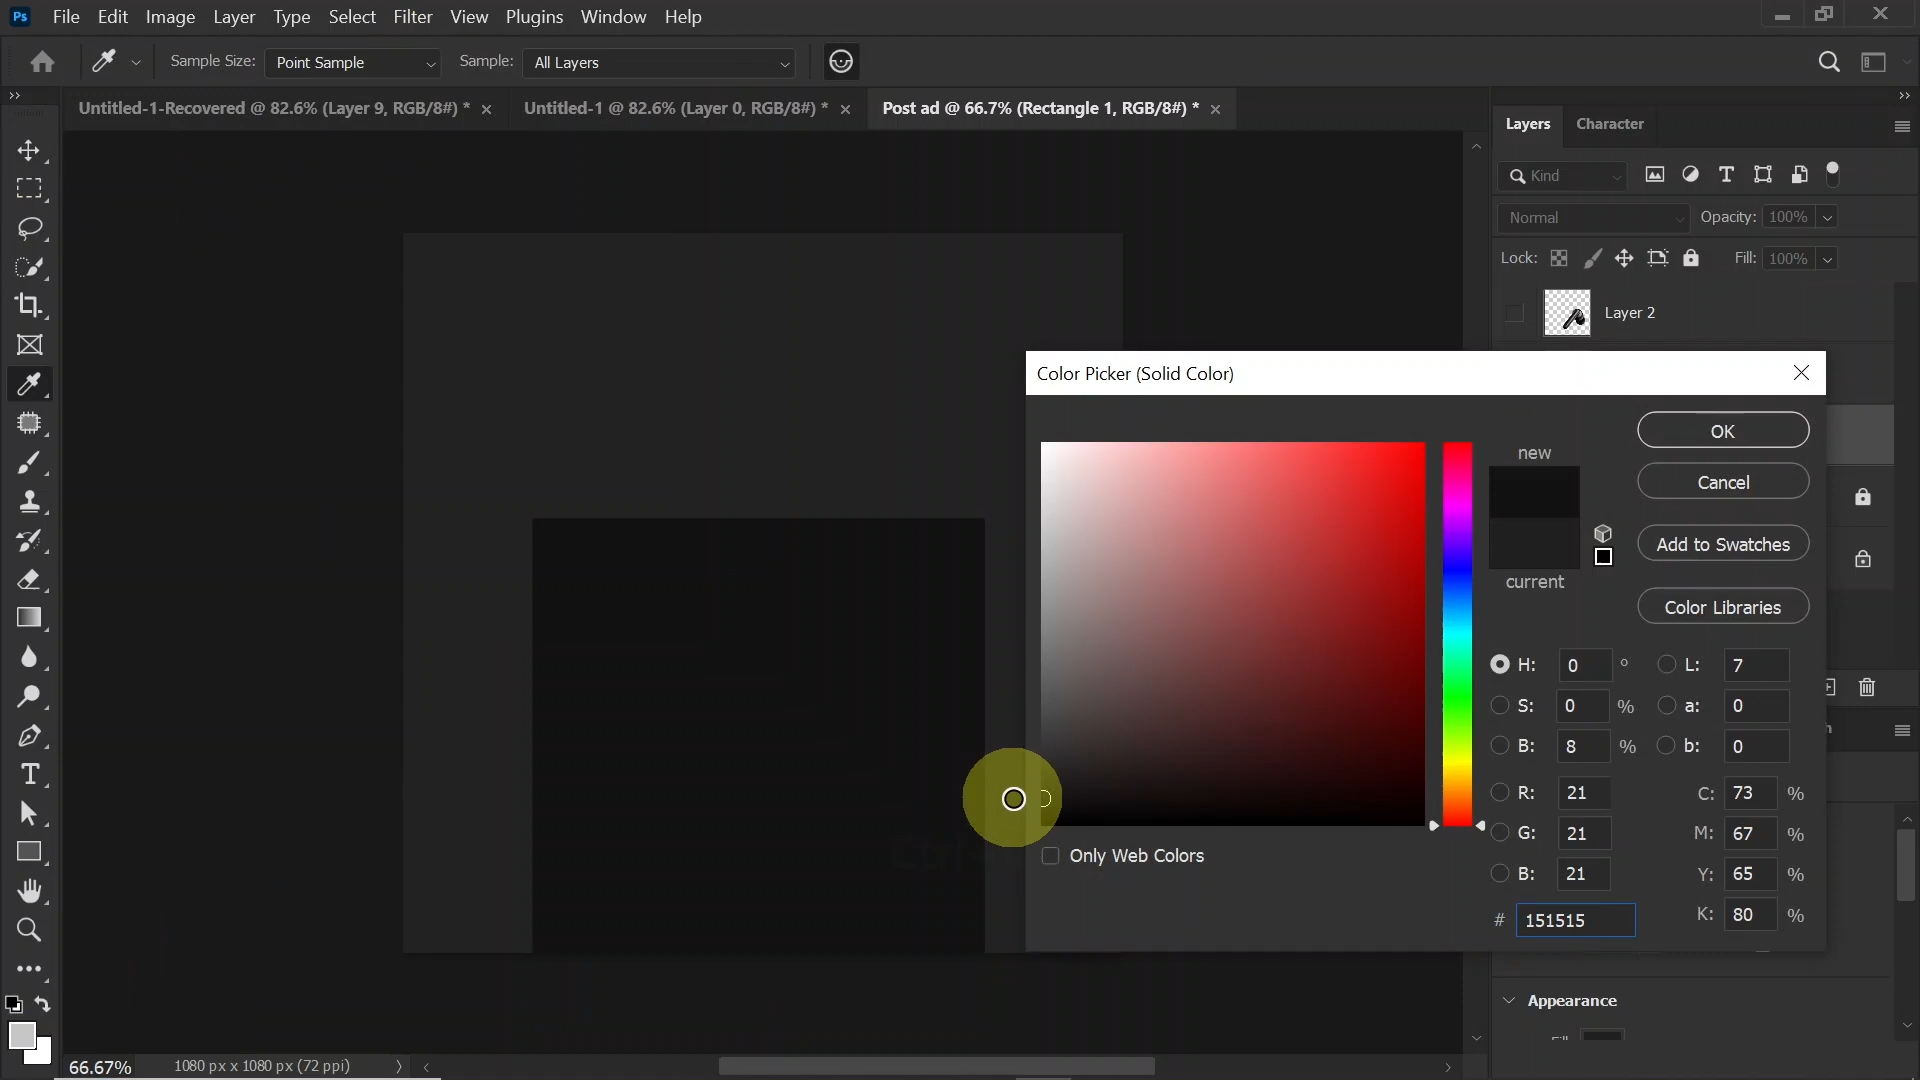 Ps File Edit Image Layer Type Select Filter View Plugins Window Help
Sample Size: Point Sample Sample: All Layers
Untitled-1-Recovered @ 82.6% (Layer 9, RGB/8#) * Untitled-1 @ 82.6% (Layer 0, RGB/8#) * Post ad @ 66.7% (Rectangle 1, RGB/8#) *
Layers Character
Kind
Normal Opacity: 100%
Lock: Fill: 100%
Layer 2
Color Picker (Solid Color)
OK
new
Cancel
Add to Swatches
current
Color Libraries
H: 0 ° L: 7
S: 0 % a: 0
B: 8 % b: 0
R: 21 C: 73 %
G: 21 M: 67 %
Only Web Colors
B: 21 Y: 65 %
# 151515 K: 80 %
Appearance
66.67% 1080 px x 1080 px (72 ppi)